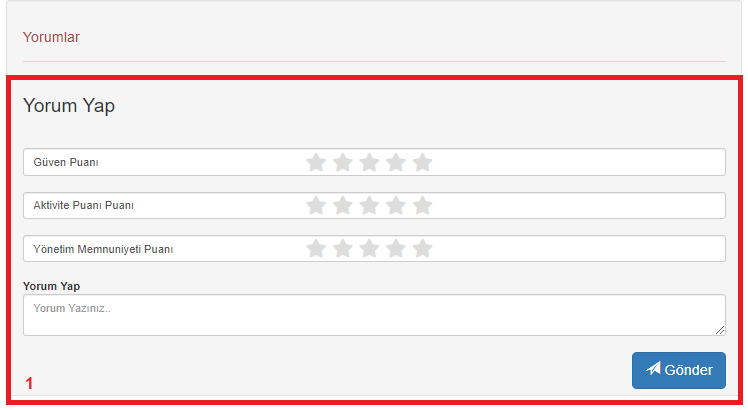 Yorumlar
Yorum Yap
Güven Puanı
Aktivite Puanı Puanı
Yönetim Memnuniyeti Puanı
Yorum Yap
Yorum Yazınız..
Gönder
1